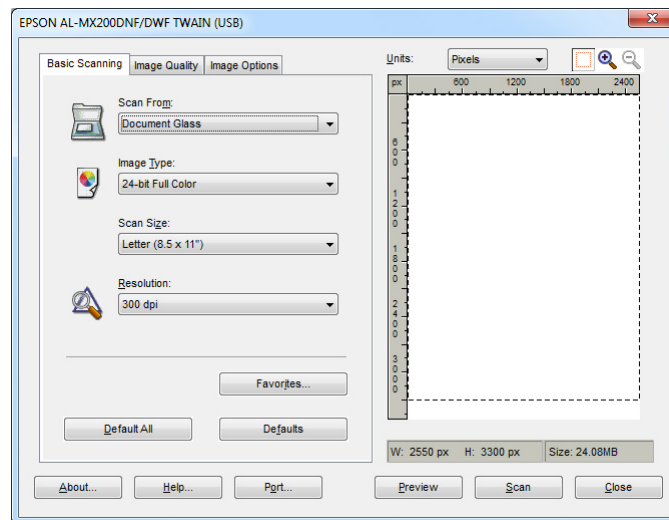 EPSON AL-MX200DNF/DWF TWAIN (USB)
Basic Scanning
Image Quality
Image Options
Scan From:
Document Glass
Image Type:
24-bit Full Color
Scan Size:
Letter (8.5 x 11")
Resolution:
300 dpi
Favorites...
Default All
Defaults
Units:
Pixels
px
600 1200 1800 2400
600
1200
1800
2400
3000
W: 2550 px H: 3300 px Size: 24.08MB
About...
Help...
Port...
Preview
Scan
Close